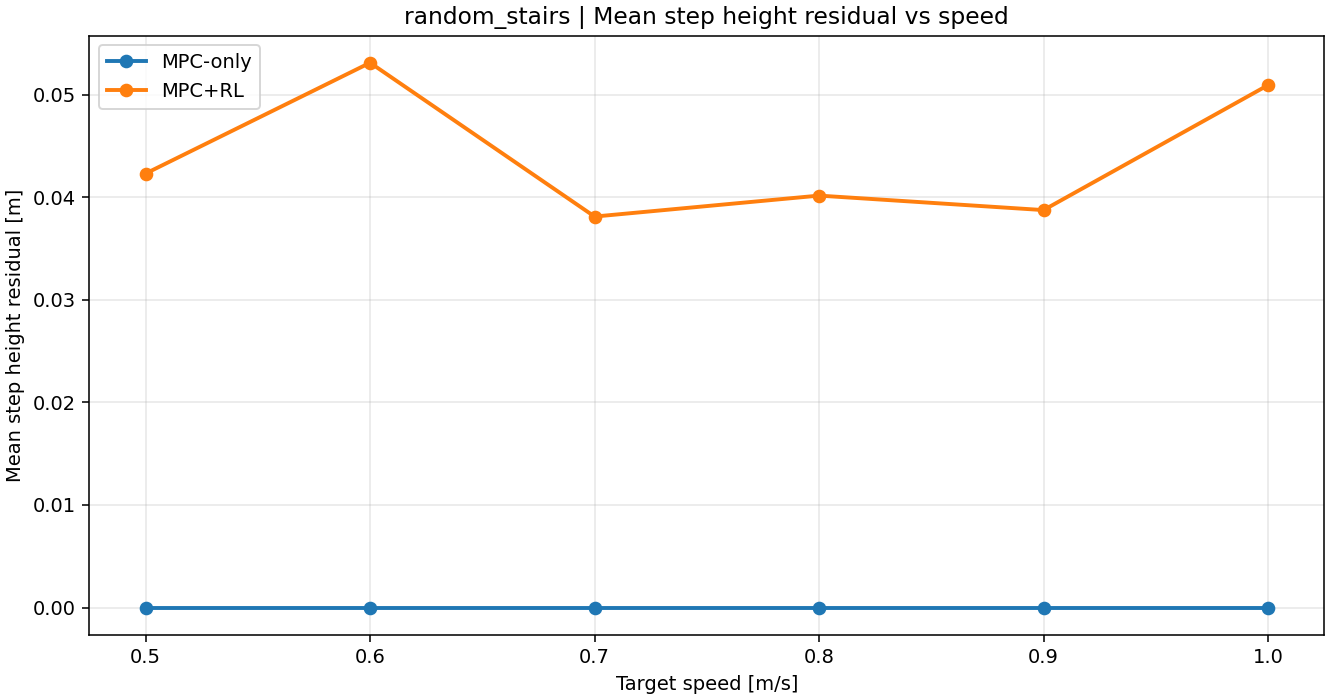 random_stairs | Mean step height residual vs speed
MPC-only
MPC+RL
Mean step height residual [m]
0.05
0.04
0.03
0.02
0.01
0.00
0.5 0.6 0.7 0.8 0.9 1.0
Target speed [m/s]